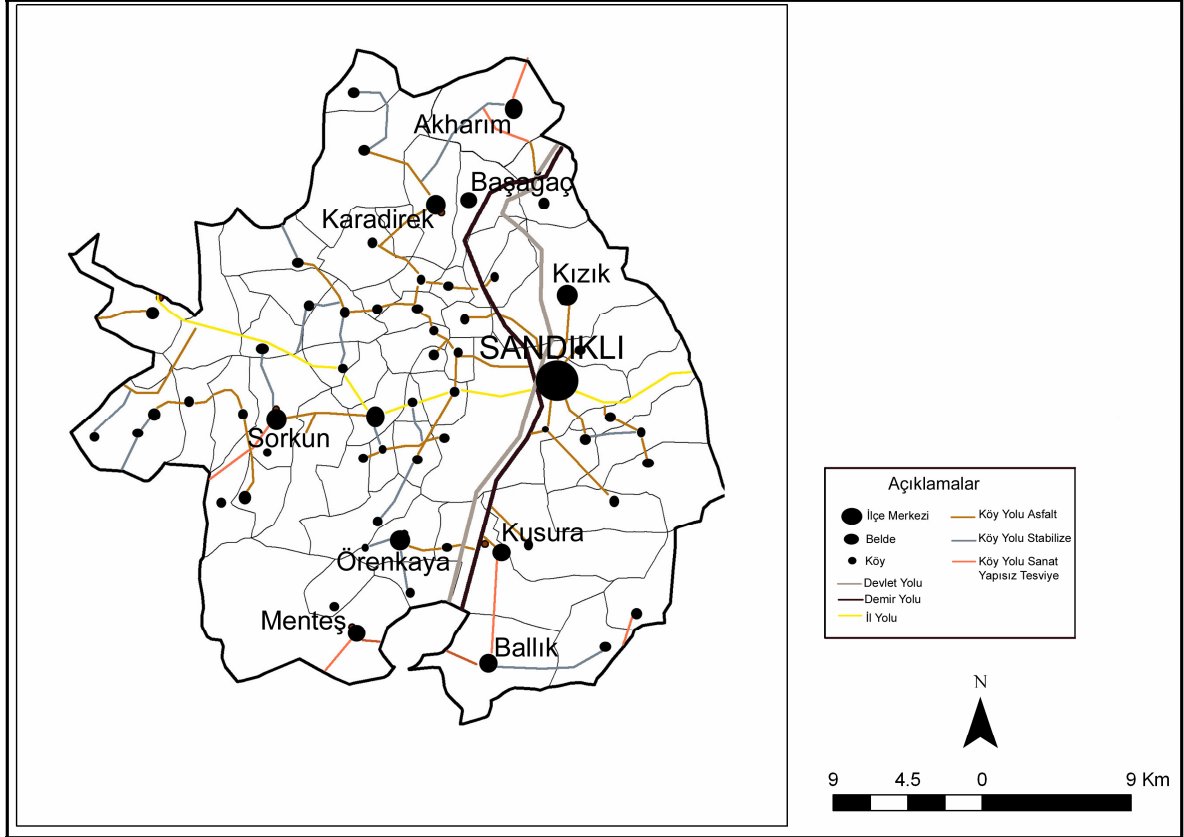 Akharım
Başağaç
Karadirek
Kızık
SANDIKLI
Sorkun
Kusura
Örenkaya
Menteş
Ballık
Açıklamalar
İlçe Merkezi
Belde
Köy
Devlet Yolu
Demir Yolu
İl Yolu
Köy Yolu Asfalt
Köy Yolu Stabilize
Köy Yolu Sanat
Yapısız Tesviye
N
9 4.5 0 9 Km